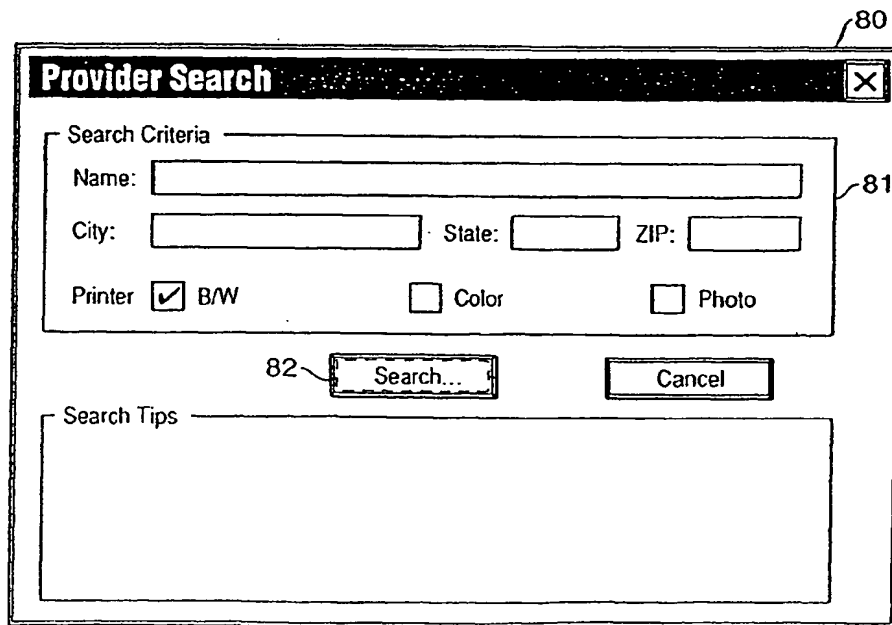 80
Provider Search
Search Criteria
Name:
81
City: State: ZIP:
Printer B/W Color Photo
82 Search... Cancel
Search Tips